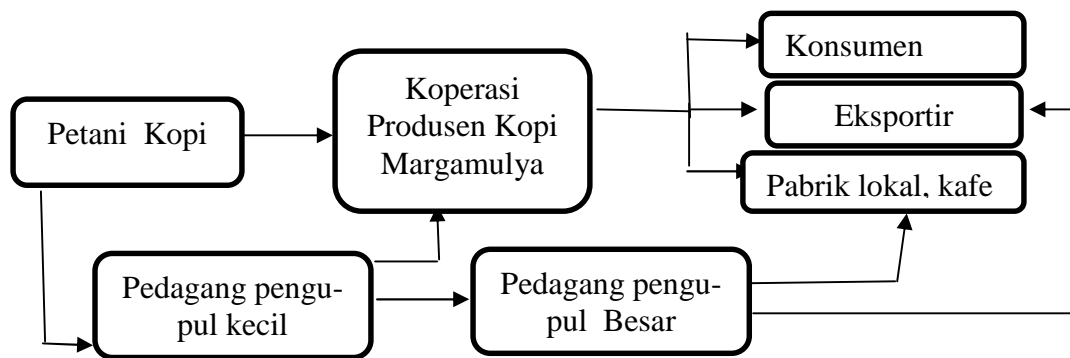 Konsumen
Koperasi
Produsen Kopi
Margamulya
Petani Kopi
Eksportir
Pabrik lokal, kafe
Pedagang pengu-
pul kecil
Pedagang pengu-
pul Besar